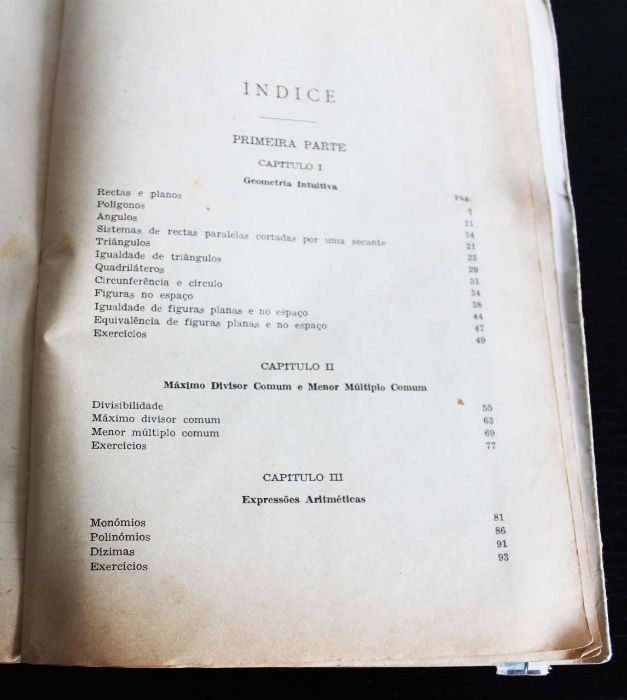 ÍNDICE
PRIMEIRA PARTE
CAPITULO I
Geometria Intuitiva
Pág.
Rectas e planos 7
Polígonos 11
Angulos 14
Sistemas de rectas paralelas cortadas por uma secante 21
Triângulos 25
Igualdade de triângulos 29
Quadriláteros 31
Circunferência e círculo 34
Figuras no espaço 38
Igualdade de figuras planas e no espaço 44
Equivalência de figuras planas e no espaço 47
Exercícios 49
CAPITULO II
Máximo Divisor Comum e Menor Múltiplo Comum
Divisibilidade 55
Máximo divisor comum 63
Menor múltiplo comum 69
Exercícios 77
CAPITULO III
Expressões Aritméticas
Monómios 81
Polinómios 86
Dízimas 91
Exercícios 93